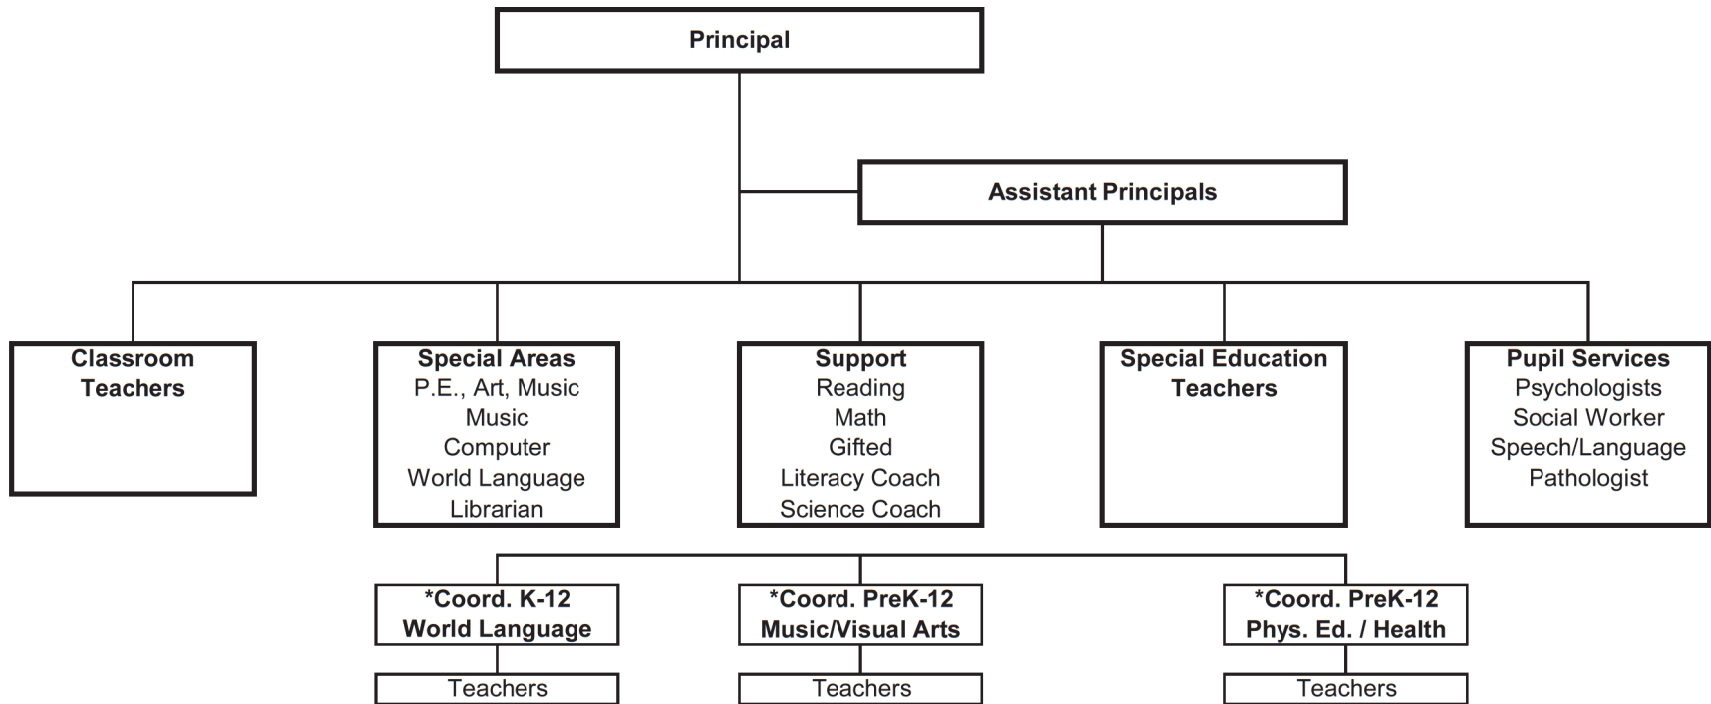 Principal
Assistant Principals
Classroom
Teachers
Special Areas
P.E., Art, Music
Music
Computer
World Language
Librarian
Support
Reading
Math
Gifted
Literacy Coach
Science Coach
Special Education
Teachers
Pupil Services
Psychologists
Social Worker
Speech/Language
Pathologist
*Coord. K-12
World Language
*Coord. PreK-12
Music/Visual Arts
*Coord. PreK-12
Phys. Ed. / Health
Teachers
Teachers
Teachers